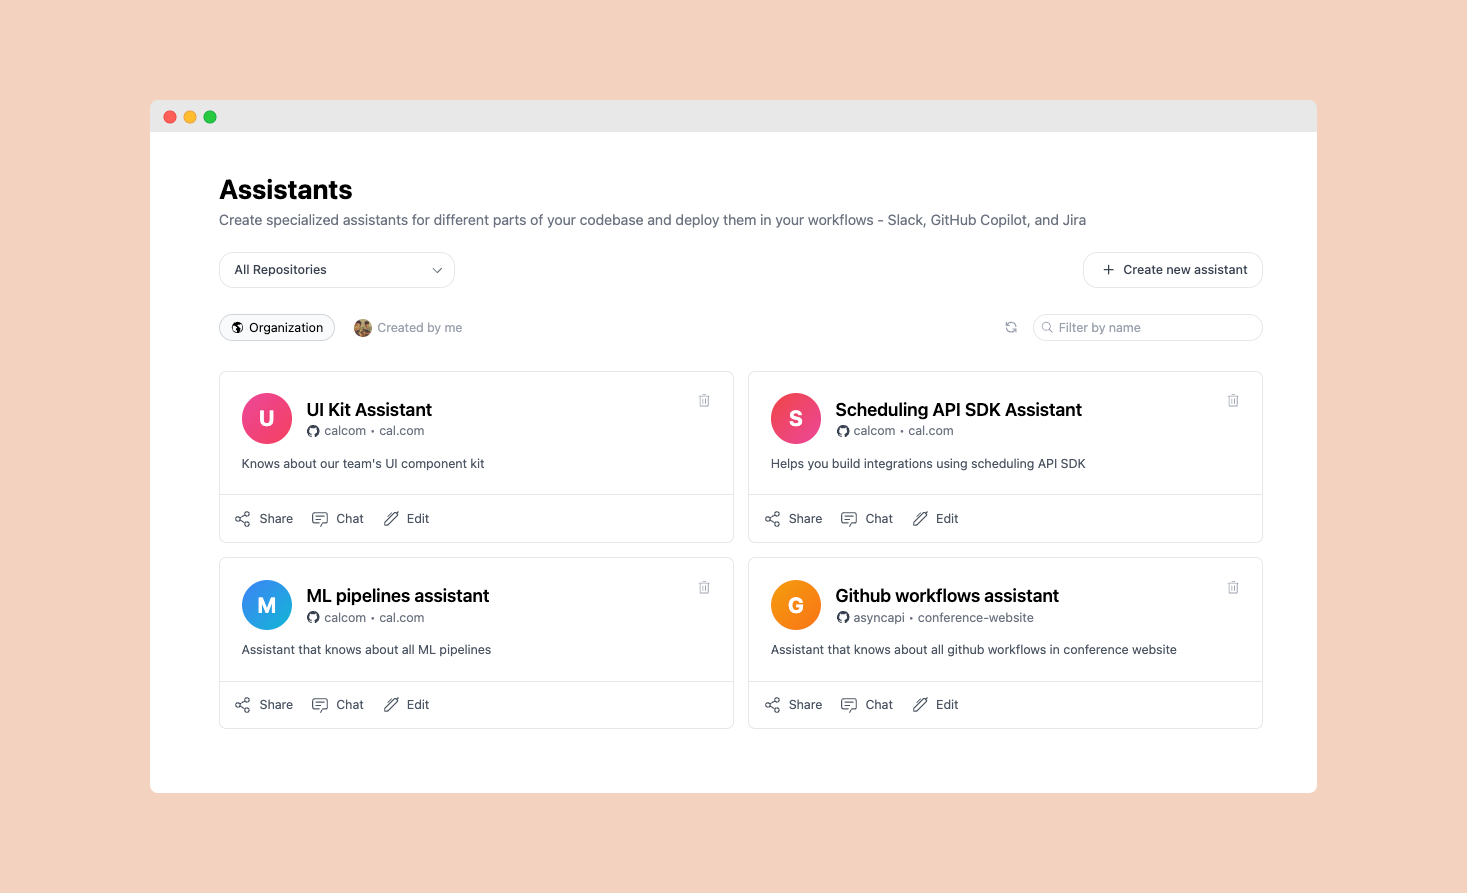 Assistants
Create specialized assistants for different parts of your codebase and deploy them in your workflows - Slack, GitHub Copilot, and Jira
All Repositories
Create new assistant
Organization
Created by me
Filter by name
U
UI Kit Assistant
calcom • cal.com
Knows about our team's UI component kit
Share
Chat
Edit
S
Scheduling API SDK Assistant
calcom • cal.com
Helps you build integrations using scheduling API SDK
Share
Chat
Edit
M
ML pipelines assistant
calcom • cal.com
Assistant that knows about all ML pipelines
Share
Chat
Edit
G
Github workflows assistant
asyncapi • conference-website
Assistant that knows about all github workflows in conference website
Share
Chat
Edit